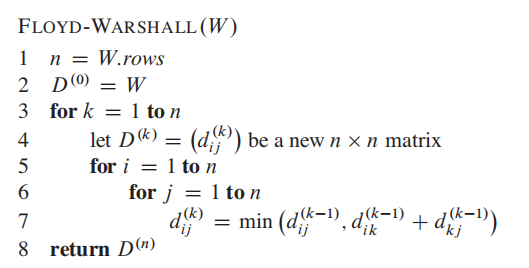 FLOYD-WARSHALL(W)
1 n = W.rows
2 D^(0) = W
3 for k = 1 to n
4 let D^(k) = (d_ij^(k)) be a new n × n matrix
5 for i = 1 to n
6 for j = 1 to n
7 d_ij^(k) = min (d_ij^(k−1), d_ik^(k−1) + d_kj^(k−1))
8 return D^(n)